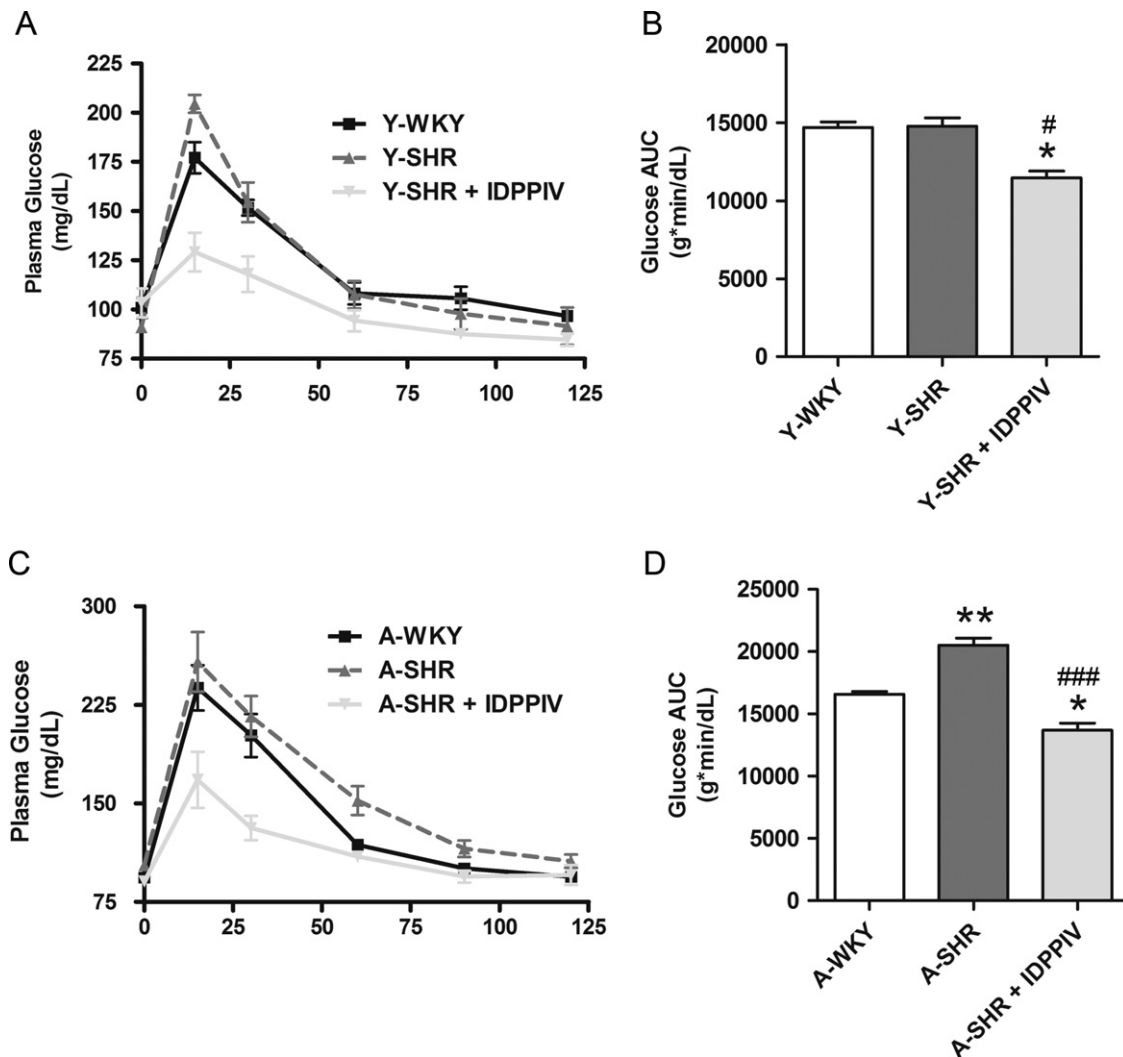 A
Plasma Glucose
(mg/dL)
225
200
175
150
125
100
75
0
25
50
75
100
125
Y-WKY
Y-SHR
Y-SHR + IDPPIV
B
Glucose AUC
(g*min/dL)
20000
15000
10000
5000
0
#
*
Y-WKY
Y-SHR
Y-SHR + IDPPIV
C
Plasma Glucose
(mg/dL)
300
225
150
75
0
25
50
75
100
125
A-WKY
A-SHR
A-SHR + IDPPIV
D
Glucose AUC
(g*min/dL)
25000
20000
15000
10000
5000
0
**
###
*
A-WKY
A-SHR
A-SHR + IDPPIV